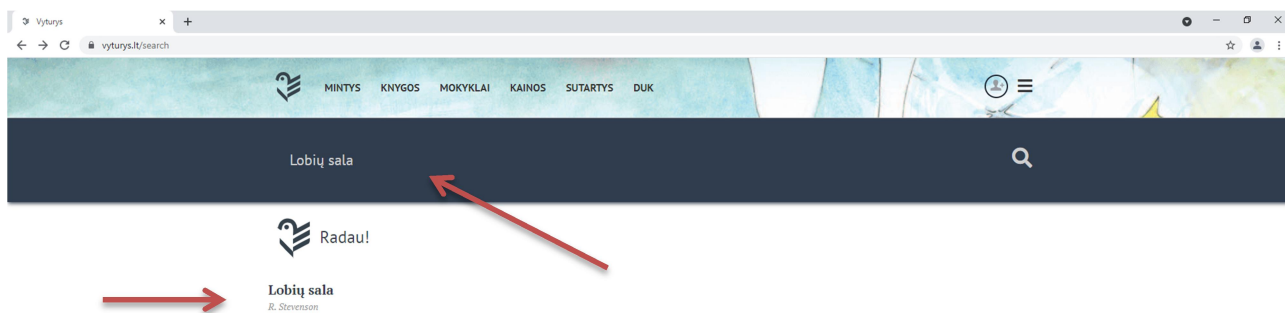 Vyturys
vyturys.lt/search
MINTYS KNYGOS MOKYKLAI KAINOS SUTARTYS DUK
Lobių sala
Radau!
Lobių sala
R. Stevenson